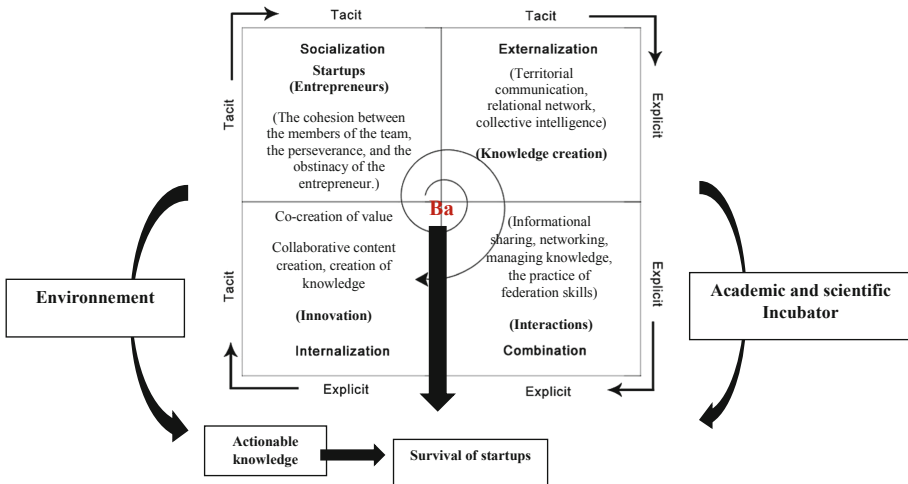 Tacit
Tacit
Socialization
Startups
(Entrepreneurs)
(The cohesion between
the members of the team,
the perseverance, and the
obstinacy of the
entrepreneur.)
Externalization
(Territorial
communication,
relational network,
collective intelligence)
(Knowledge creation)
Tacit
Explicit
Ba
Co-creation of value
Collaborative content
creation, creation of
knowledge
(Innovation)
Internalization
(Informational
sharing, networking,
managing knowledge,
the practice of
federation skills)
(Interactions)
Combination
Tacit
Explicit
Explicit
Explicit
Environnement
Academic and scientific
Incubator
Actionable
knowledge
Survival of startups